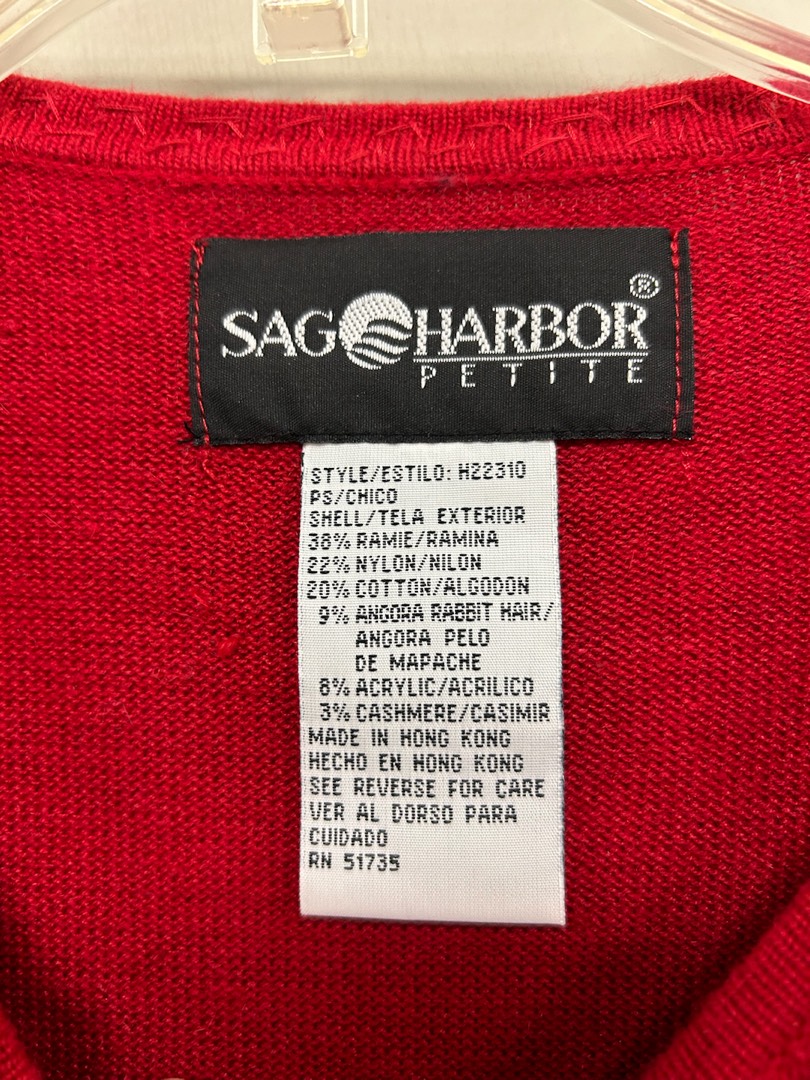 SAG HARBOR®
PETITE
STYLE/ESTILO: H22310
PS/CHICO
SHELL/TELA EXTERIOR
38% RAMIE/RAMINA
22% NYLON/NILON
20% COTTON/ALGODON
9% ANGORA RABBIT HAIR/
ANGORA PELO
DE MAPACHE
8% ACRYLIC/ACRILICO
3% CASHMERE/CASIMIR
MADE IN HONG KONG
HECHO EN HONG KONG
SEE REVERSE FOR CARE
VER AL DORSO PARA
CUIDADO
RN 51735